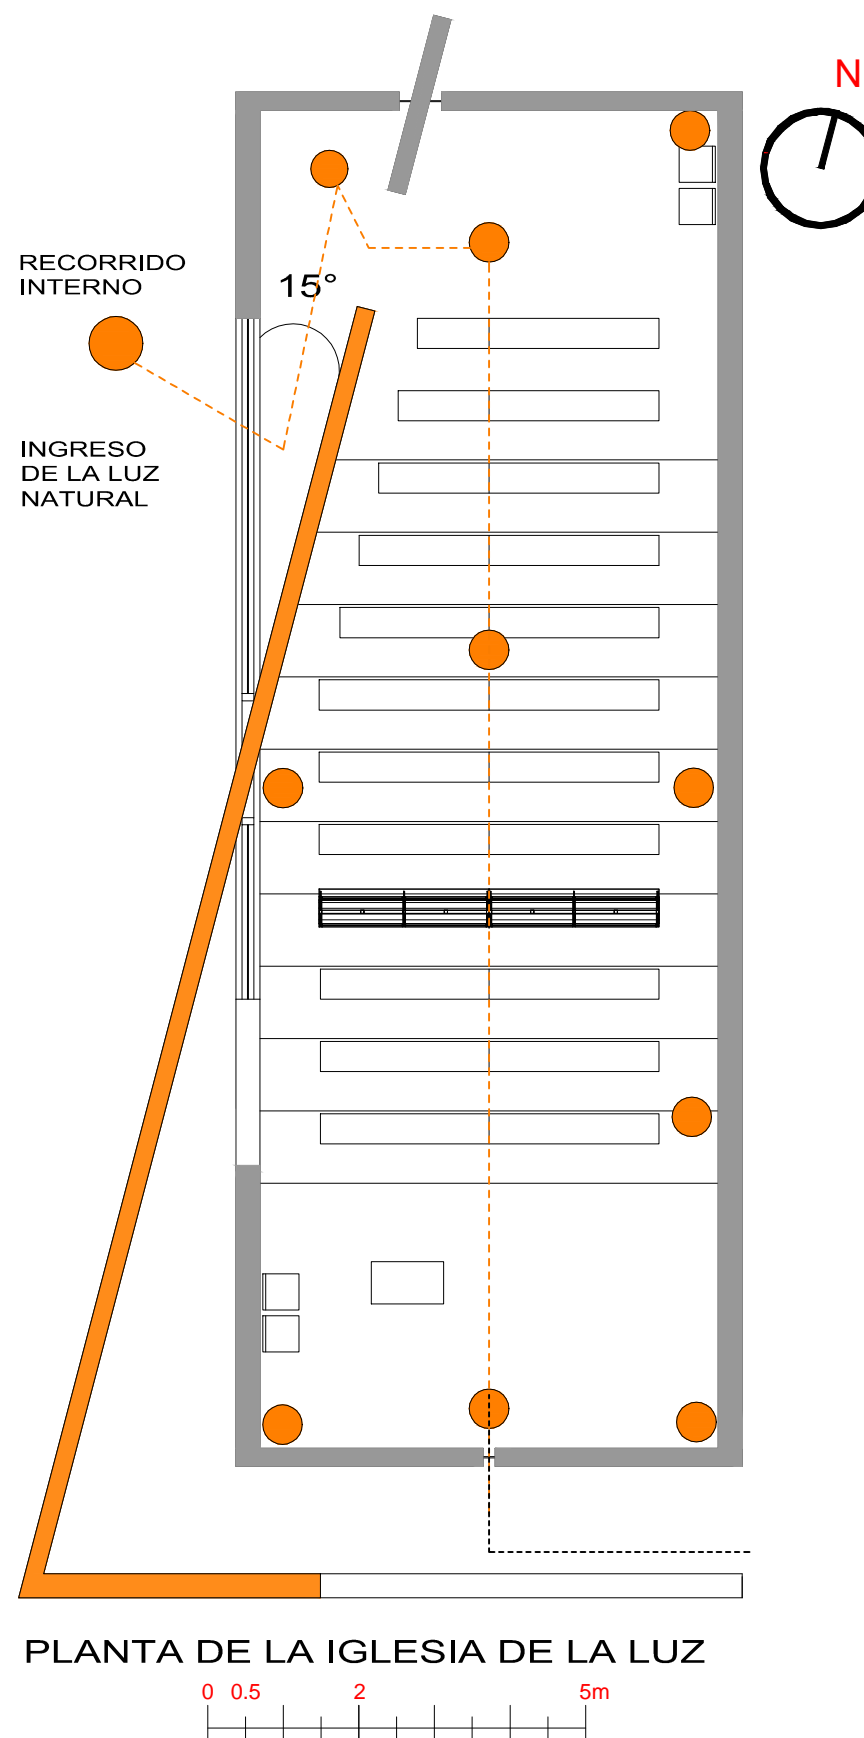 N
RECORRIDO
INTERNO
15°
INGRESO
DE LA LUZ
NATURAL
PLANTA DE LA IGLESIA DE LA LUZ
0 0.5 2 5m